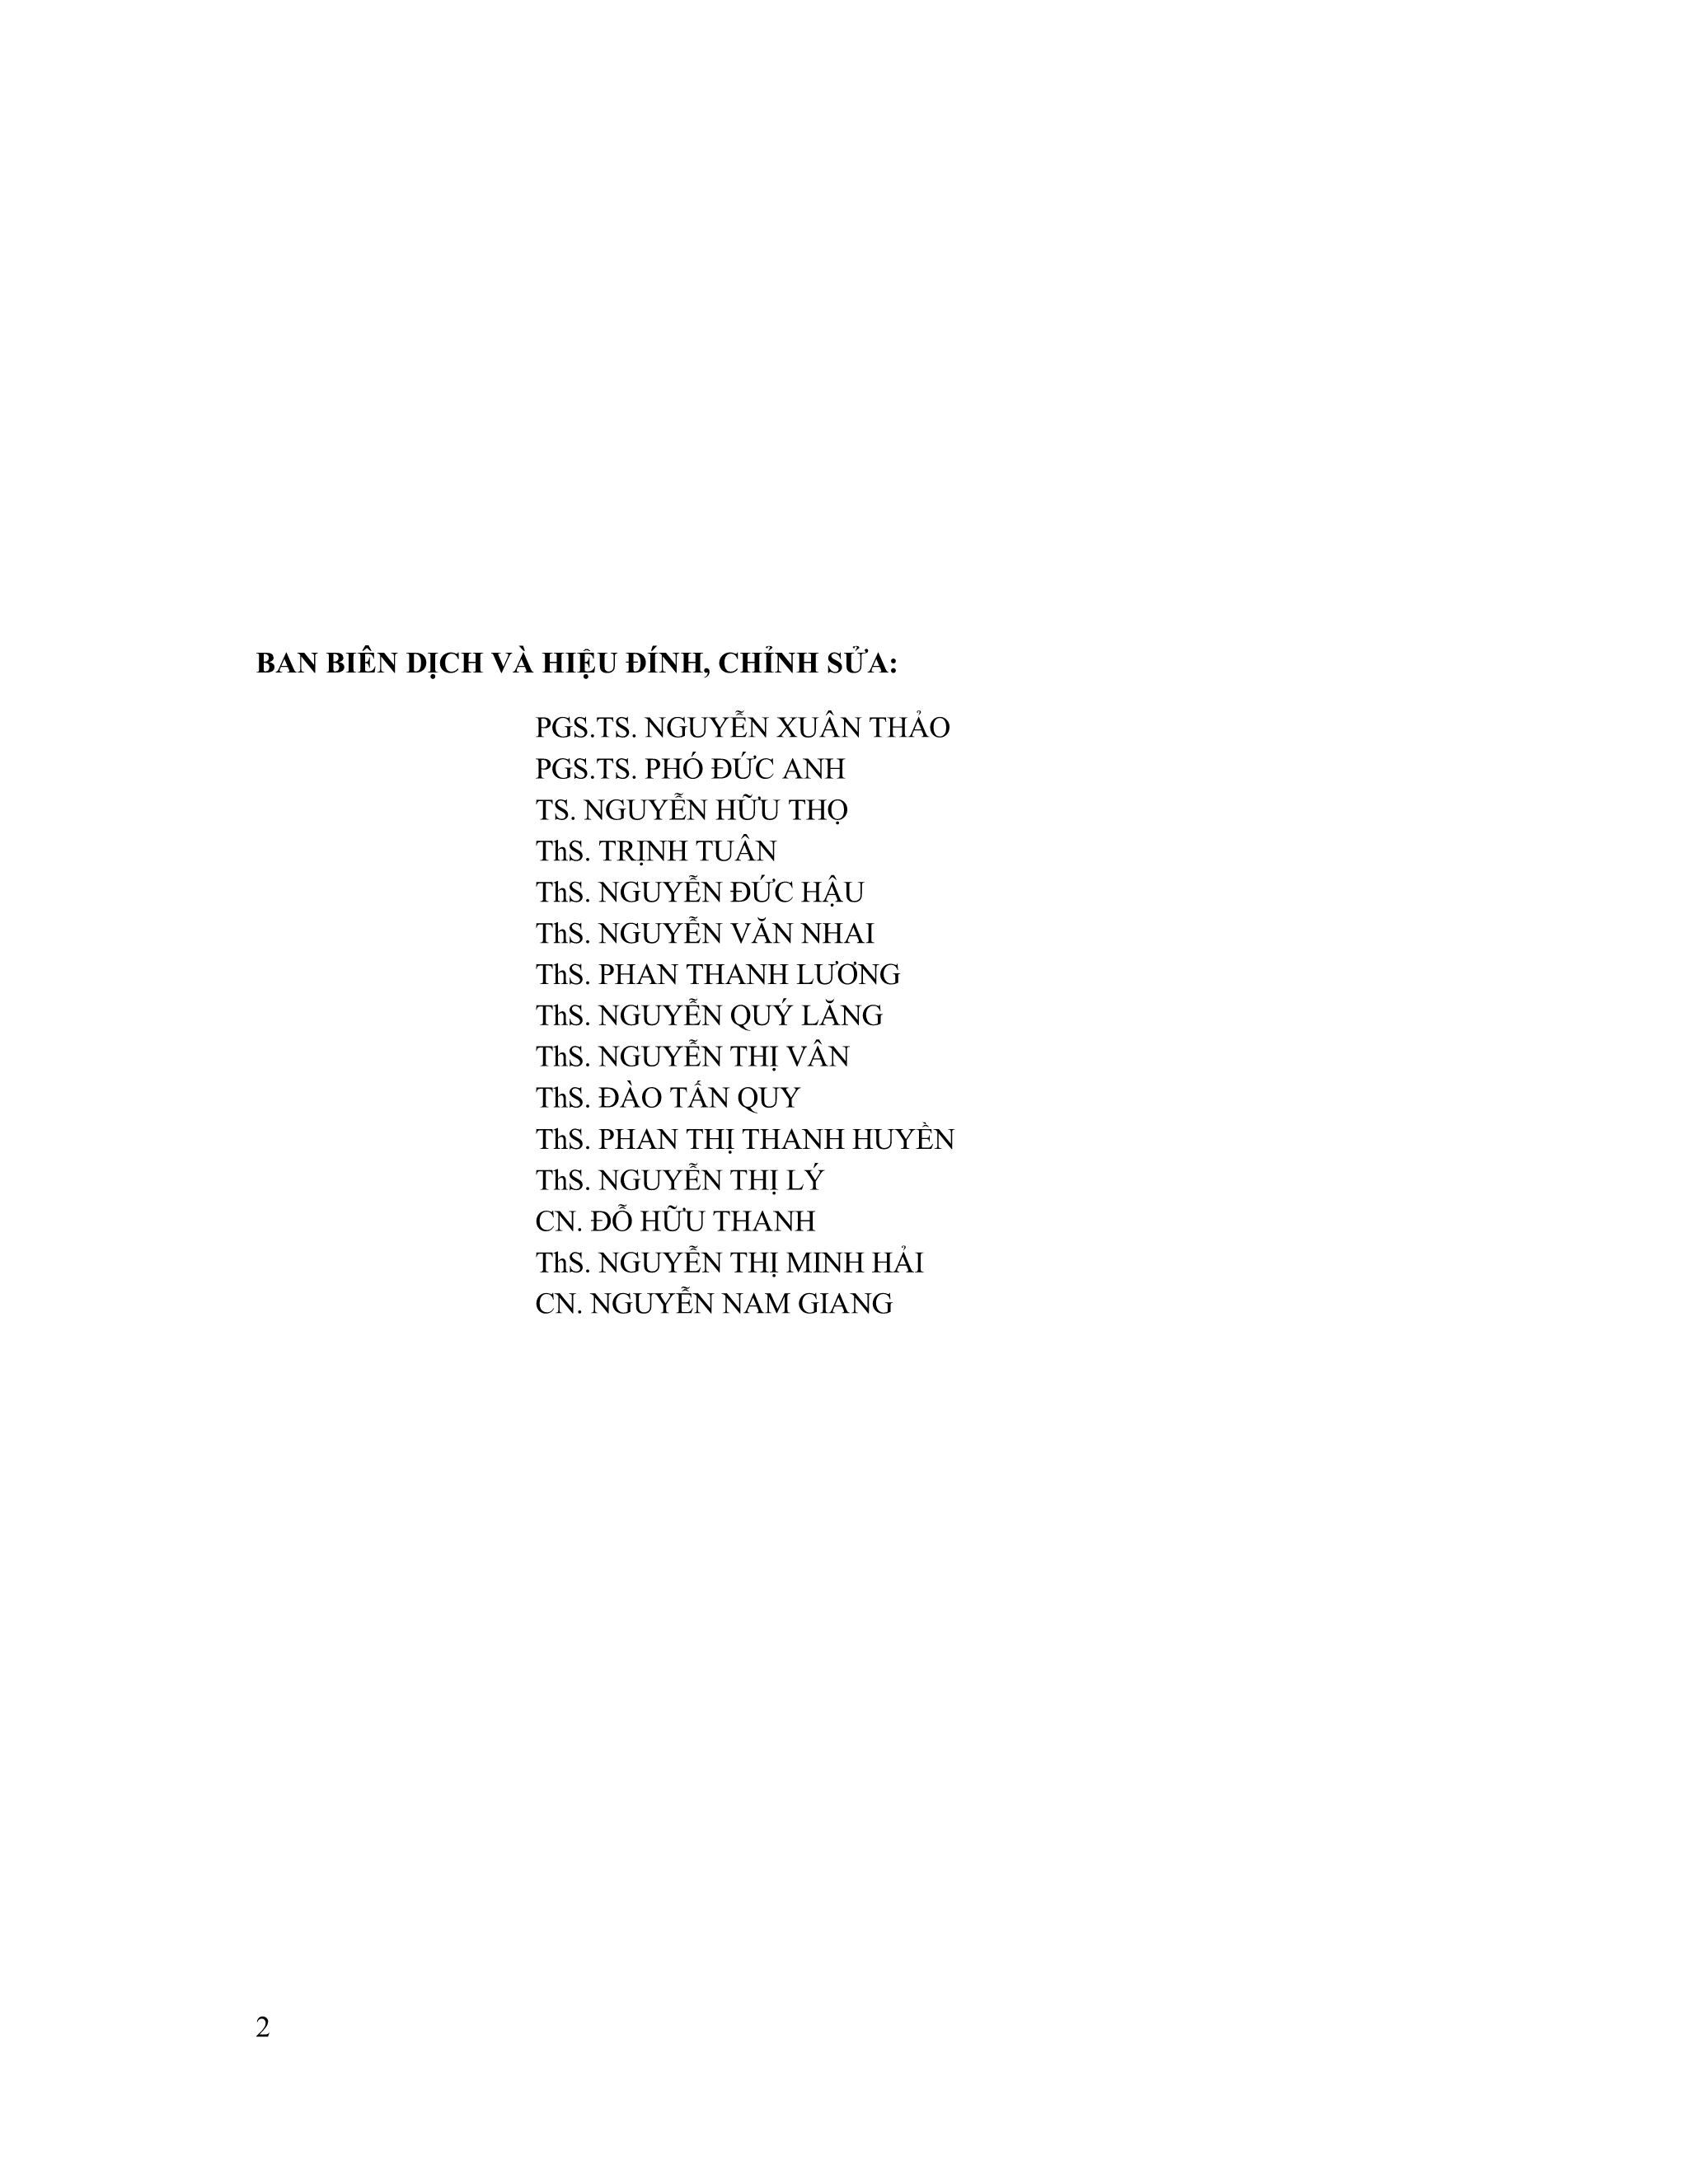 BAN BIÊN DỊCH VÀ HIỆU ĐÍNH, CHỈNH SỬA:
PGS.TS. NGUYỄN XUÂN THẢO
PGS.TS. PHÓ ĐỨC ANH
TS. NGUYỄN HỮU THỌ
ThS. TRỊNH TUÂN
ThS. NGUYỄN ĐỨC HẬU
ThS. NGUYỄN VĂN NHAI
ThS. PHAN THANH LƯƠNG
ThS. NGUYỄN QUÝ LĂNG
ThS. NGUYỄN THỊ VÂN
ThS. ĐÀO TẤN QUY
ThS. PHAN THỊ THANH HUYỀN
ThS. NGUYỄN THỊ LÝ
CN. ĐỖ HỮU THANH
ThS. NGUYỄN THỊ MINH HẢI
CN. NGUYỄN NAM GIANG
2